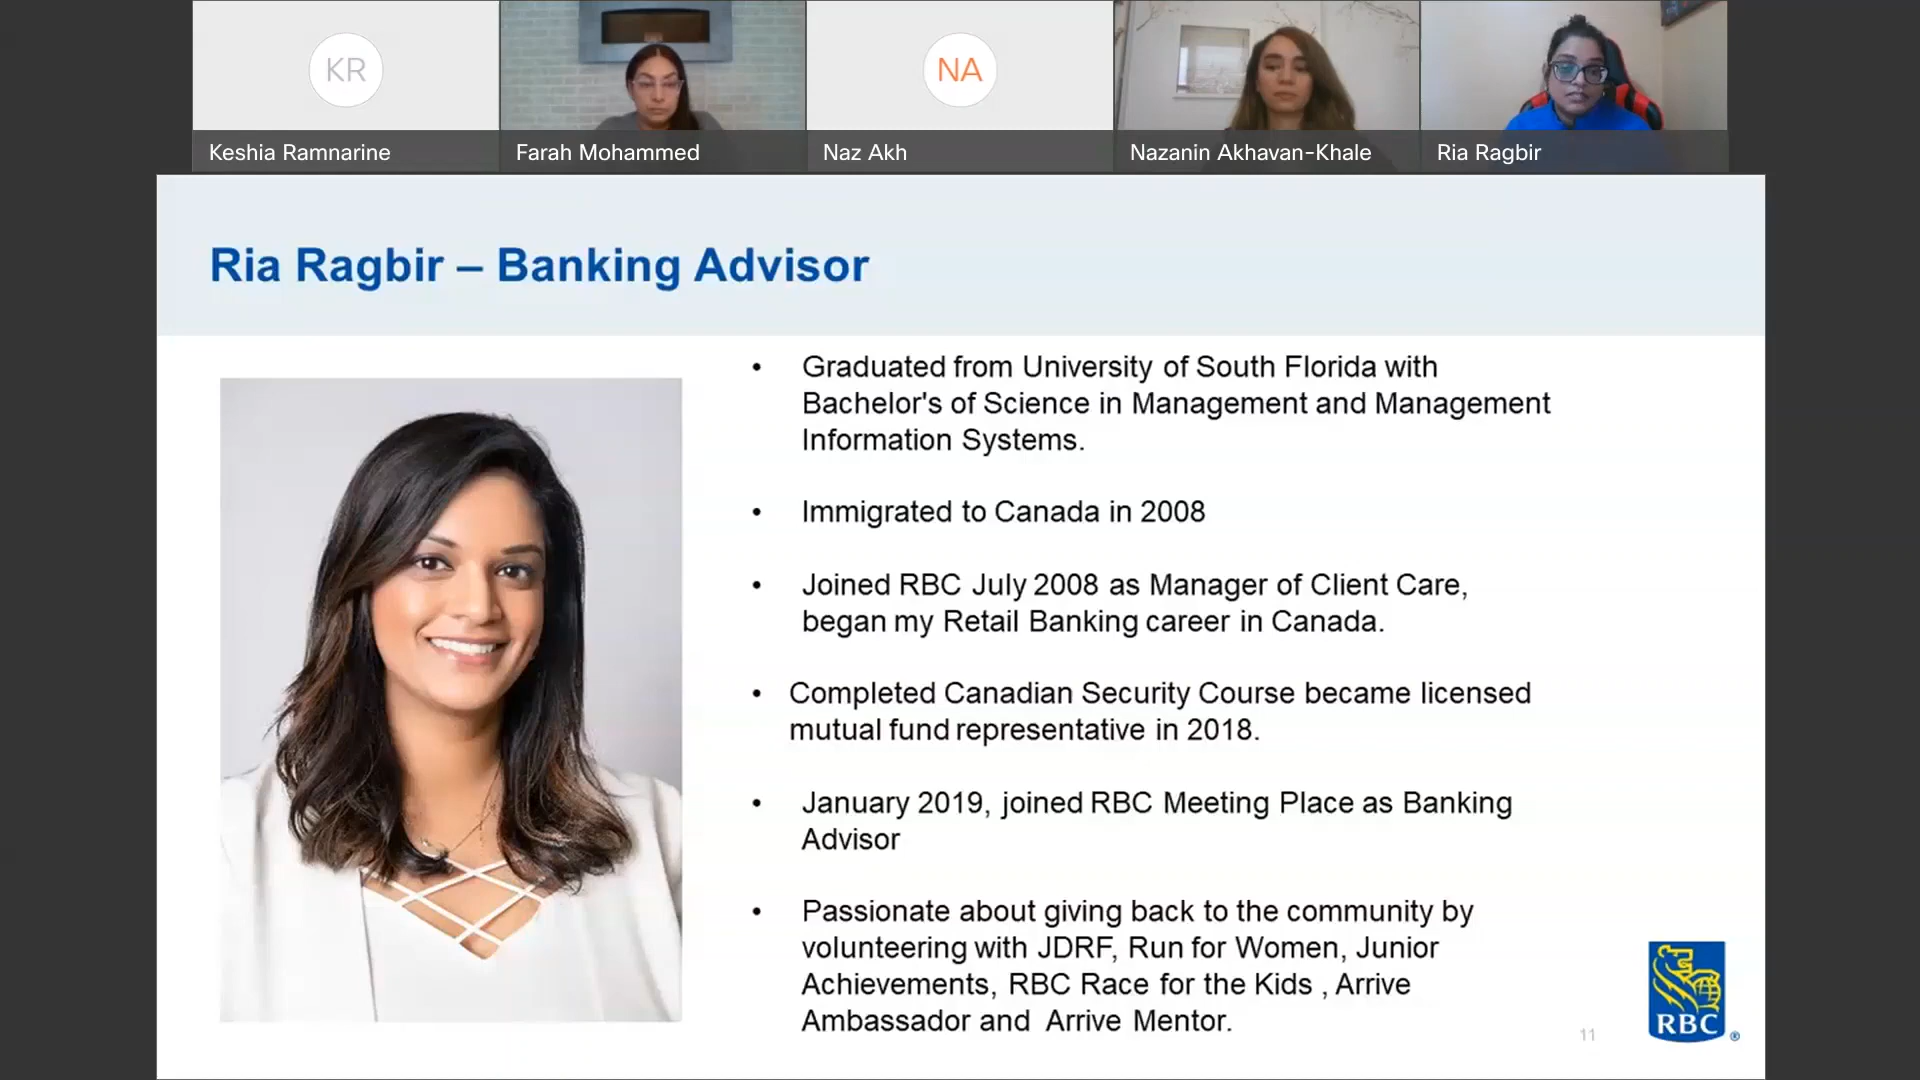 KR
NA
Keshia Ramnarine
Farah Mohammed
Naz Akh
Nazanin Akhavan-Khale
Ria Ragbir
Ria Ragbir – Banking Advisor
• Graduated from University of South Florida with
Bachelor's of Science in Management and Management
Information Systems.
• Immigrated to Canada in 2008
• Joined RBC July 2008 as Manager of Client Care,
began my Retail Banking career in Canada.
• Completed Canadian Security Course became licensed
mutual fund representative in 2018.
• January 2019, joined RBC Meeting Place as Banking
Advisor
• Passionate about giving back to the community by
volunteering with JDRF, Run for Women, Junior
Achievements, RBC Race for the Kids , Arrive
Ambassador and Arrive Mentor.
11
RBC ®